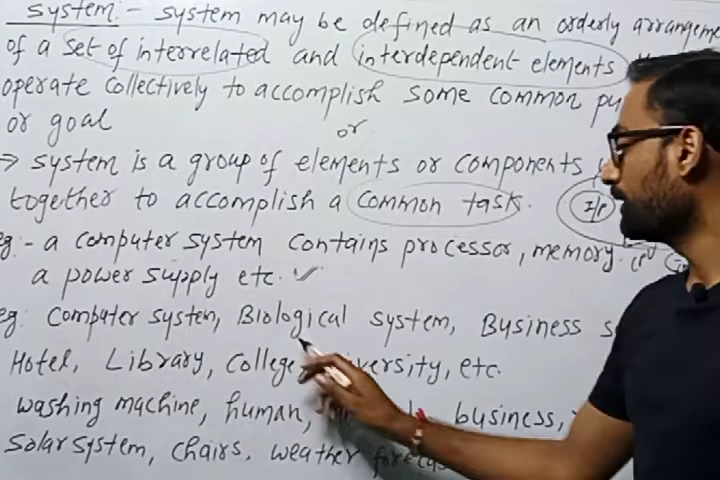 system:- system may be defined as an orderly arrangeme
of a set of interrelated and interdependent elements
operate collectively to accomplish some common pu
or goal
or
⇒ system is a group of elements or components
together to accomplish a common task.
I/P
eg:- a computer system contains processor, memory.
CPU
a power supply etc. ✓
eg: computer system, Biological system, Business s
Hotel, Library, College, iversity, etc.
washing machine, human, business,
solar system, chairs, weather foreca